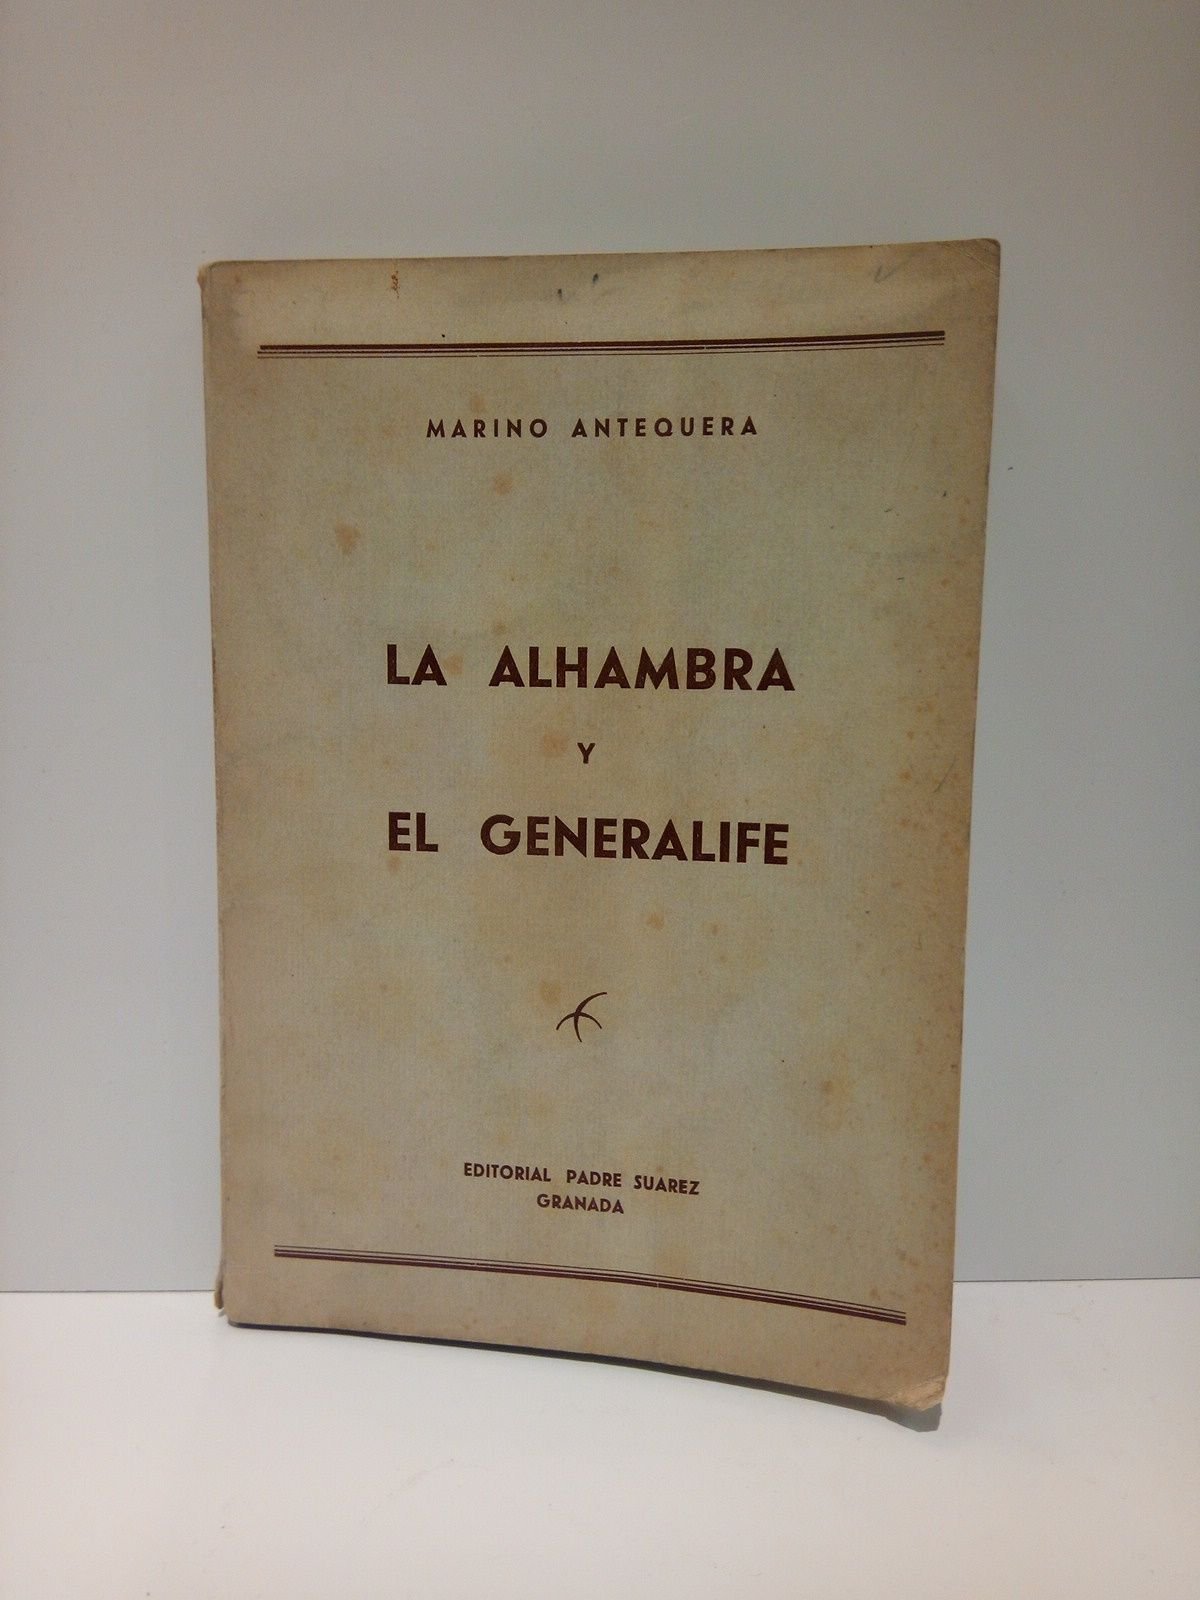 MARINO ANTEQUERA
LA ALHAMBRA
Y
EL GENERALIFE
EDITORIAL PADRE SUAREZ
GRANADA